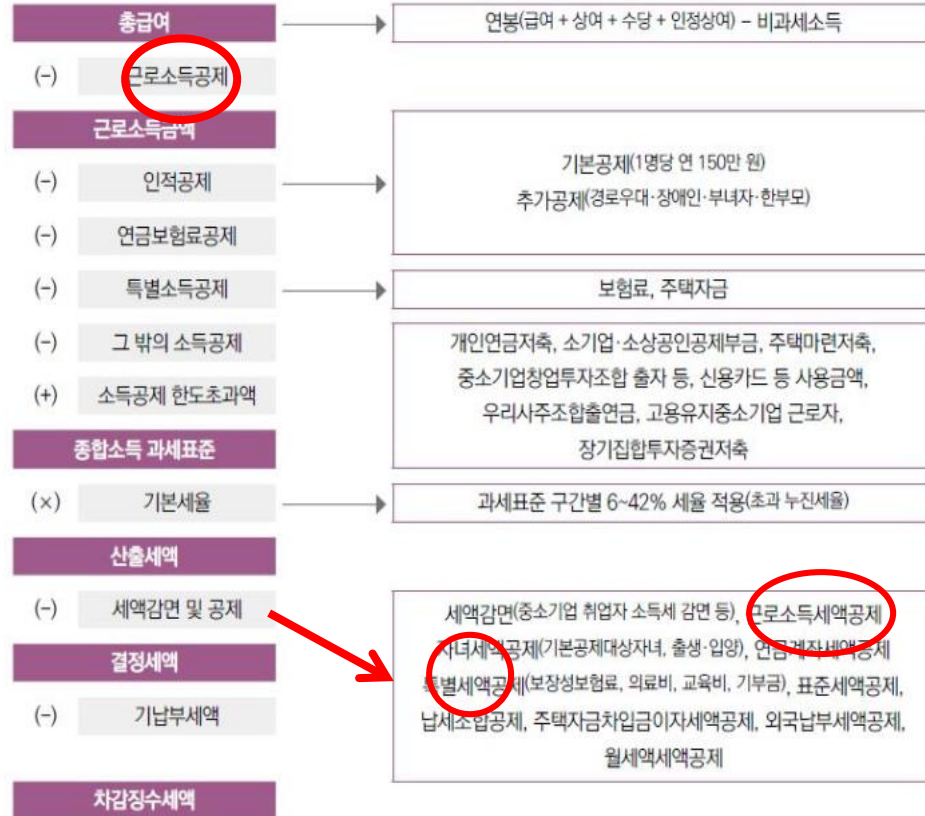 총급여
연봉(급여 + 상여 + 수당 + 인정상여) – 비과세소득
(–) 근로소득공제
근로소득금액
(–) 인적공제
기본공제(1명당 연 150만 원)
추가공제(경로우대·장애인·부녀자·한부모)
(–) 연금보험료공제
(–) 특별소득공제
보험료, 주택자금
(–) 그 밖의 소득공제
(+) 소득공제 한도초과액
개인연금저축, 소기업·소상공인공제부금, 주택마련저축,
중소기업창업투자조합 출자 등, 신용카드 등 사용금액,
우리사주조합출연금, 고용유지중소기업 근로자,
장기집합투자증권저축
종합소득 과세표준
(×) 기본세율
과세표준 구간별 6~42% 세율 적용(초과 누진세율)
산출세액
(–) 세액감면 및 공제
세액감면(중소기업 취업자 소득세 감면 등), 근로소득세액공제
자녀세액공제(기본공제대상자녀, 출생·입양), 연금계좌세액공제
특별세액공제(보장성보험료, 의료비, 교육비, 기부금), 표준세액공제,
납세조합공제, 주택자금차입금이자세액공제, 외국납부세액공제,
월세액세액공제
결정세액
(–) 기납부세액
차감징수세액